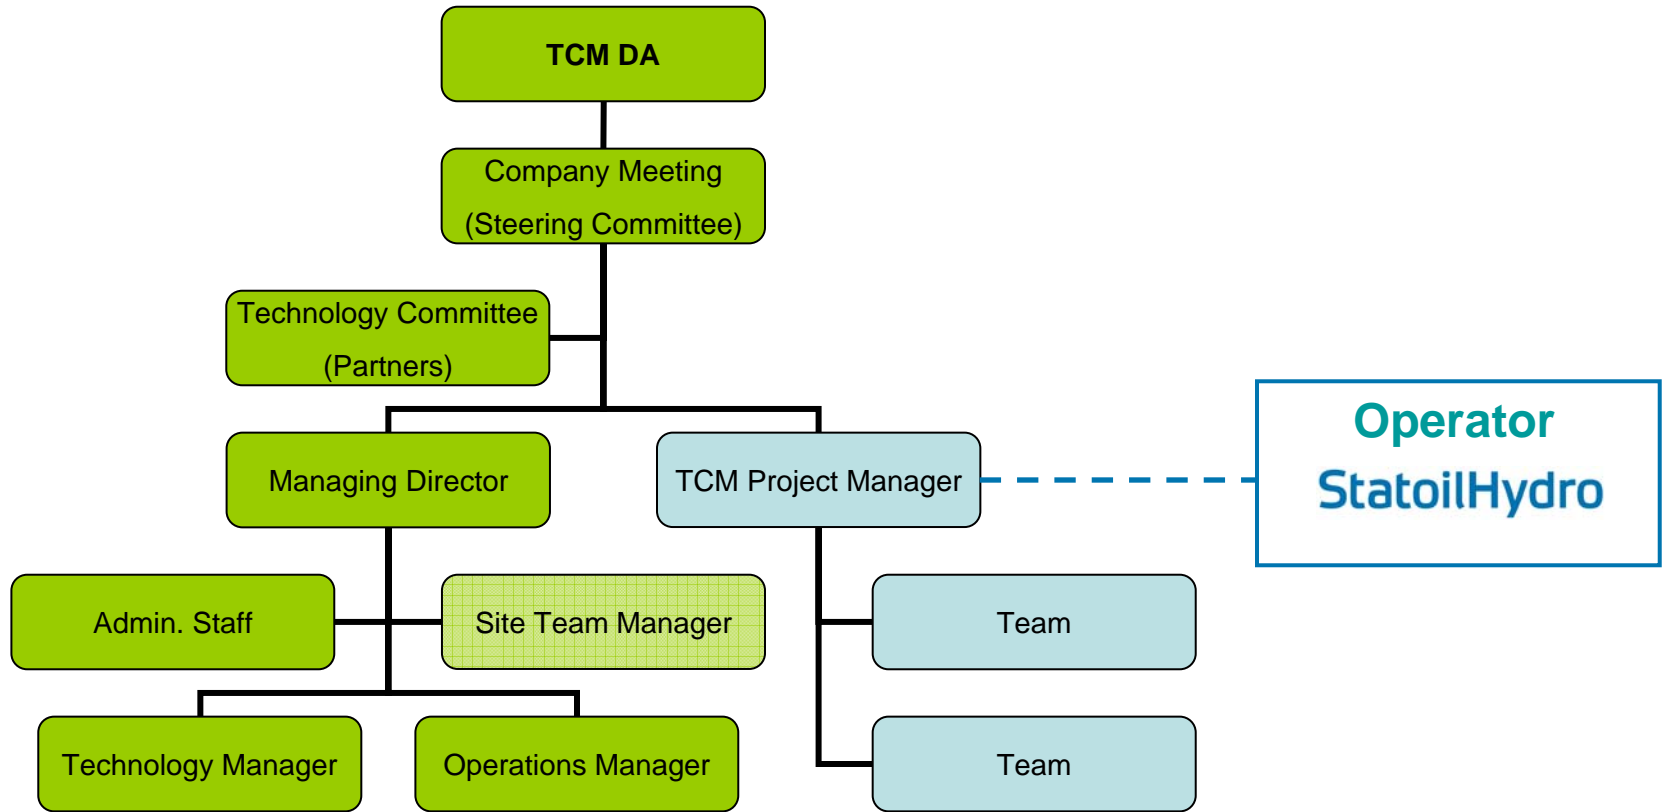 TCM DA
Company Meeting
(Steering Committee)
Technology Committee
(Partners)
Operator
StatoilHydro
Managing Director
TCM Project Manager
Admin. Staff
Site Team Manager
Team
Technology Manager
Operations Manager
Team